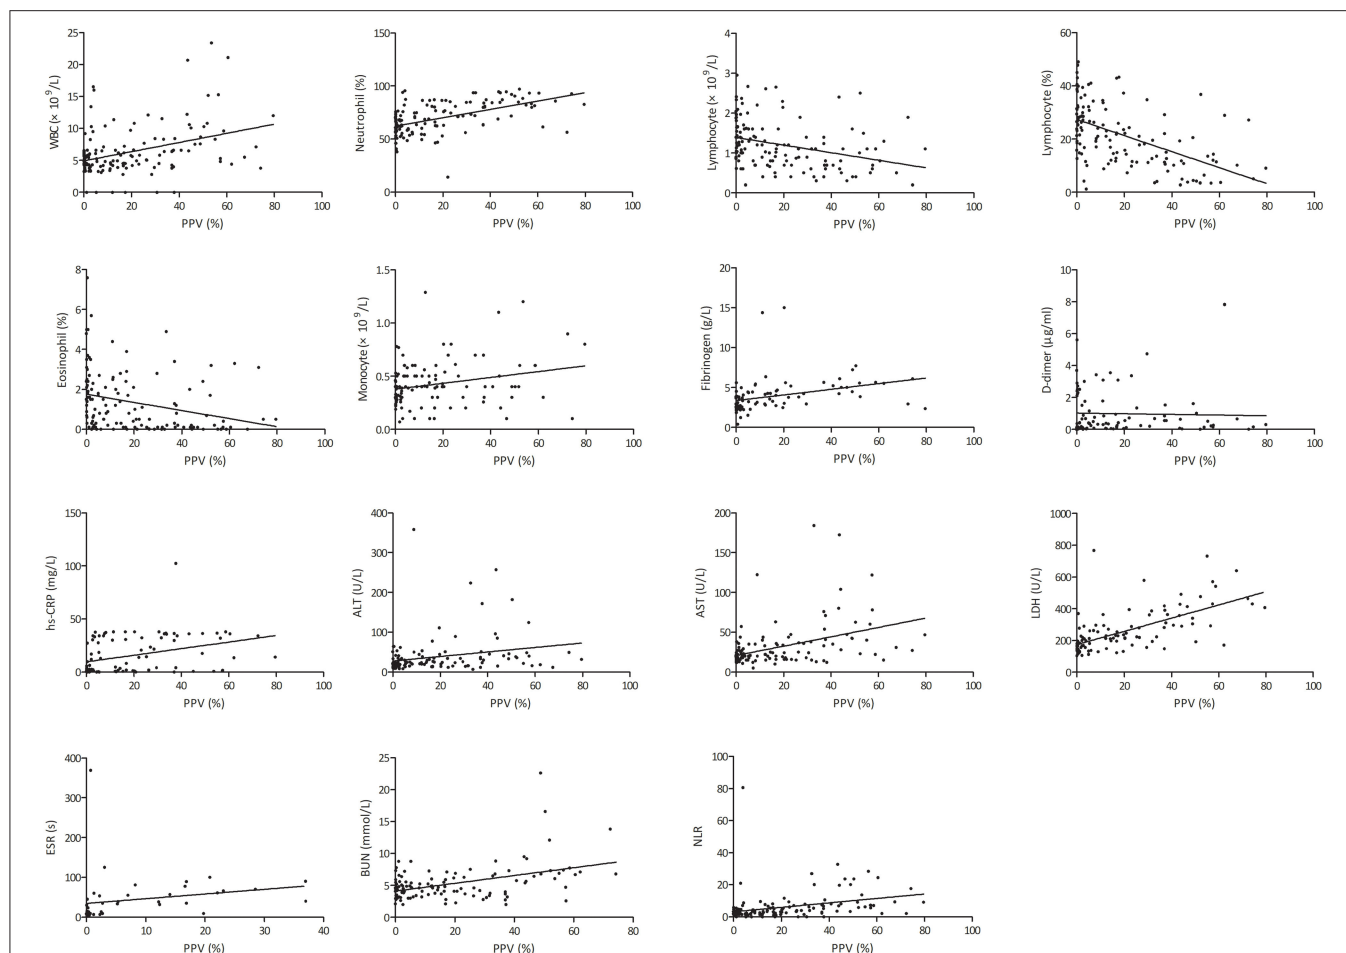 25
20
15
10
5
0
WBC (× 10⁹/L)
0 20 40 60 80 100
PPV (%)
150
100
50
0
Neutrophil (%)
0 20 40 60 80 100
PPV (%)
4
3
2
1
0
Lymphocyte (× 10⁹/L)
0 20 40 60 80 100
PPV (%)
60
40
20
0
Lymphocyte (%)
0 20 40 60 80 100
PPV (%)
8
6
4
2
0
Eosinophil (%)
0 20 40 60 80 100
PPV (%)
1.5
1.0
0.5
0.0
Monocyte (× 10⁹/L)
0 20 40 60 80 100
PPV (%)
20
15
10
5
0
Fibrinogen (g/L)
0 20 40 60 80 100
PPV (%)
10
8
6
4
2
0
D-dimer (μg/ml)
0 20 40 60 80 100
PPV (%)
150
100
50
0
hs-CRP (mg/L)
0 20 40 60 80 100
PPV (%)
400
300
200
100
0
ALT (U/L)
0 20 40 60 80 100
PPV (%)
200
150
100
50
0
AST (U/L)
0 20 40 60 80 100
PPV (%)
1000
800
600
400
200
0
LDH (U/L)
0 20 40 60 80 100
PPV (%)
400
300
200
100
0
ESR (s)
0 10 20 30 40
PPV (%)
25
20
15
10
5
0
BUN (mmol/L)
0 20 40 60 80
PPV (%)
100
80
60
40
20
0
NLR
0 20 40 60 80 100
PPV (%)